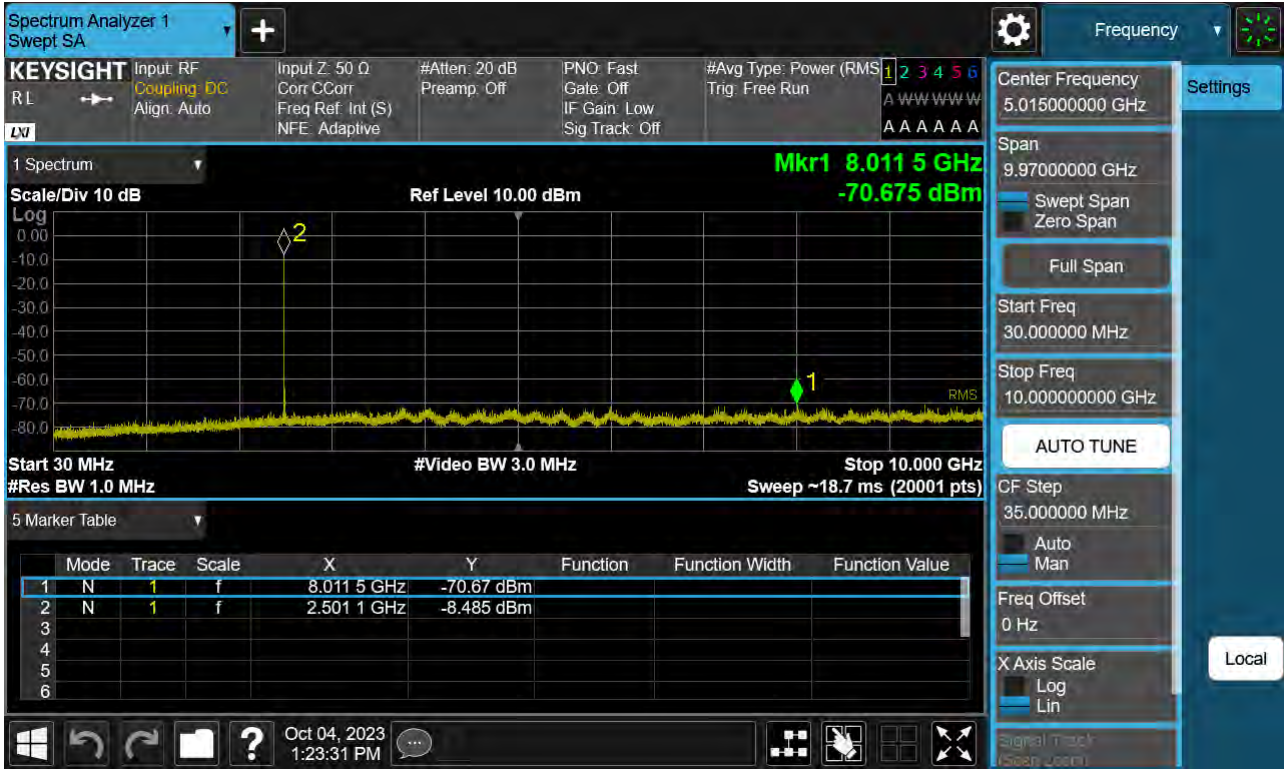 Spectrum Analyzer 1
Swept SA
+
Frequency
KEYSIGHT
RL
LXI
Input: RF
Coupling: DC
Align: Auto
Input Z: 50 Ω
Corr CCorr
Freq Ref: Int (S)
NFE: Adaptive
#Atten: 20 dB
Preamp: Off
PNO: Fast
Gate: Off
IF Gain: Low
Sig Track: Off
#Avg Type: Power (RMS
Trig: Free Run
1 2 3 4 5 6
A W W W W W
A A A A A A
1 Spectrum
Mkr1 8.011 5 GHz
-70.675 dBm
Scale/Div 10 dB
Ref Level 10.00 dBm
Log
0.00
-10.0
-20.0
-30.0
-40.0
-50.0
-60.0
-70.0
-80.0
2
1
RMS
Start 30 MHz
#Video BW 3.0 MHz
Stop 10.000 GHz
#Res BW 1.0 MHz
Sweep ~18.7 ms (20001 pts)
5 Marker Table
Mode Trace Scale X Y Function Function Width Function Value
1 N 1 f 8.011 5 GHz -70.67 dBm
2 N 1 f 2.501 1 GHz -8.485 dBm
3
4
5
6
Oct 04, 2023
1:23:31 PM
Center Frequency
5.015000000 GHz
Settings
Span
9.97000000 GHz
Swept Span
Zero Span
Full Span
Start Freq
30.000000 MHz
Stop Freq
10.000000000 GHz
AUTO TUNE
CF Step
35.000000 MHz
Auto
Man
Freq Offset
0 Hz
X Axis Scale
Log
Lin
Local
Signal Track
(Span Zoom)